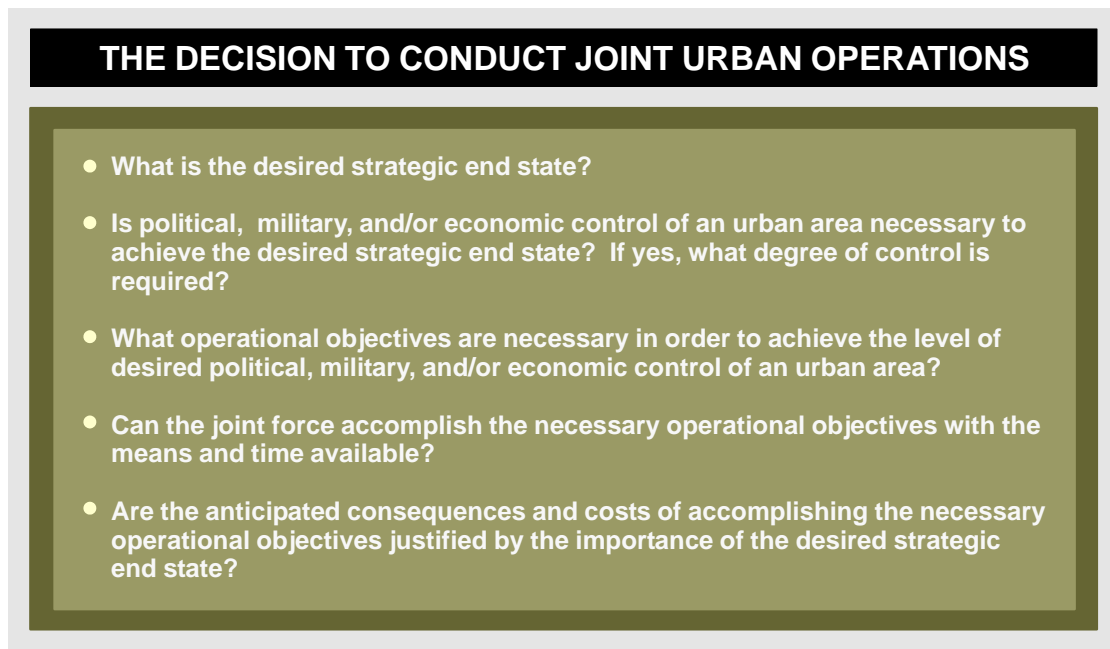 THE DECISION TO CONDUCT JOINT URBAN OPERATIONS
What is the desired strategic end state?
Is political, military, and/or economic control of an urban area necessary to
achieve the desired strategic end state? If yes, what degree of control is
required?
What operational objectives are necessary in order to achieve the level of
desired political, military, and/or economic control of an urban area?
Can the joint force accomplish the necessary operational objectives with the
means and time available?
Are the anticipated consequences and costs of accomplishing the necessary
operational objectives justified by the importance of the desired strategic
end state?